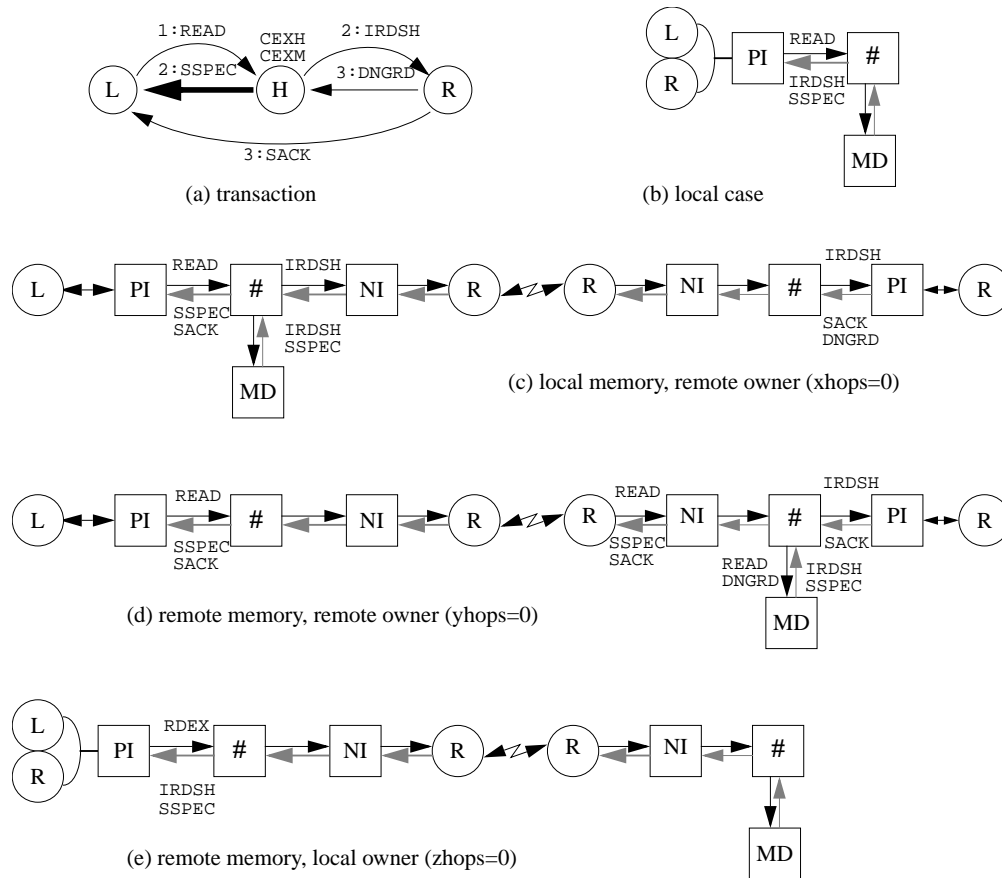 1:READ
CEXH
CEXM
2:IRDSH
2:SSPEC
3:DNGRD
L
H
R
3:SACK
(a) transaction
L
R
PI
READ
#
IRDSH
SSPEC
MD
(b) local case
L
PI
READ
SSPEC
SACK
#
IRDSH
IRDSH
SSPEC
MD
NI
R
R
NI
#
IRDSH
SACK
DNGRD
PI
R
(c) local memory, remote owner (xhops=0)
L
PI
READ
SSPEC
SACK
#
NI
R
R
READ
SSPEC
SACK
NI
#
READ
DNGRD
IRDSH
SSPEC
MD
IRDSH
SACK
PI
R
(d) remote memory, remote owner (yhops=0)
L
R
PI
RDEX
IRDSH
SSPEC
#
NI
R
R
NI
#
MD
(e) remote memory, local owner (zhops=0)